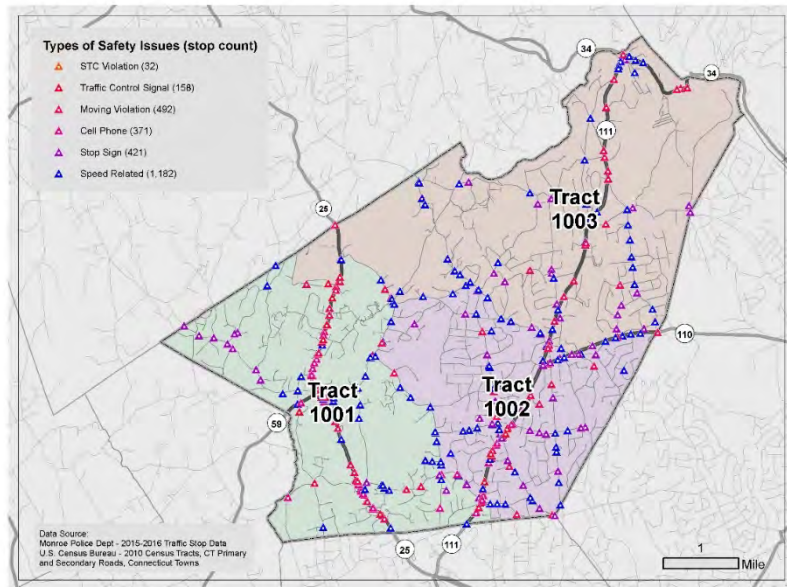 Types of Safety Issues (stop count)
STC Violation (32)
Traffic Control Signal (158)
Moving Violation (492)
Cell Phone (371)
Stop Sign (421)
Speed Related (1,182)
34
34
111
25
Tract
1003
110
Tract
1001
Tract
1002
59
25
111
Data Source:
Monroe Police Dept - 2015-2016 Traffic Stop Data
U.S. Census Bureau - 2010 Census Tracts, CT Primary
and Secondary Roads, Connecticut Towns
1
Mile